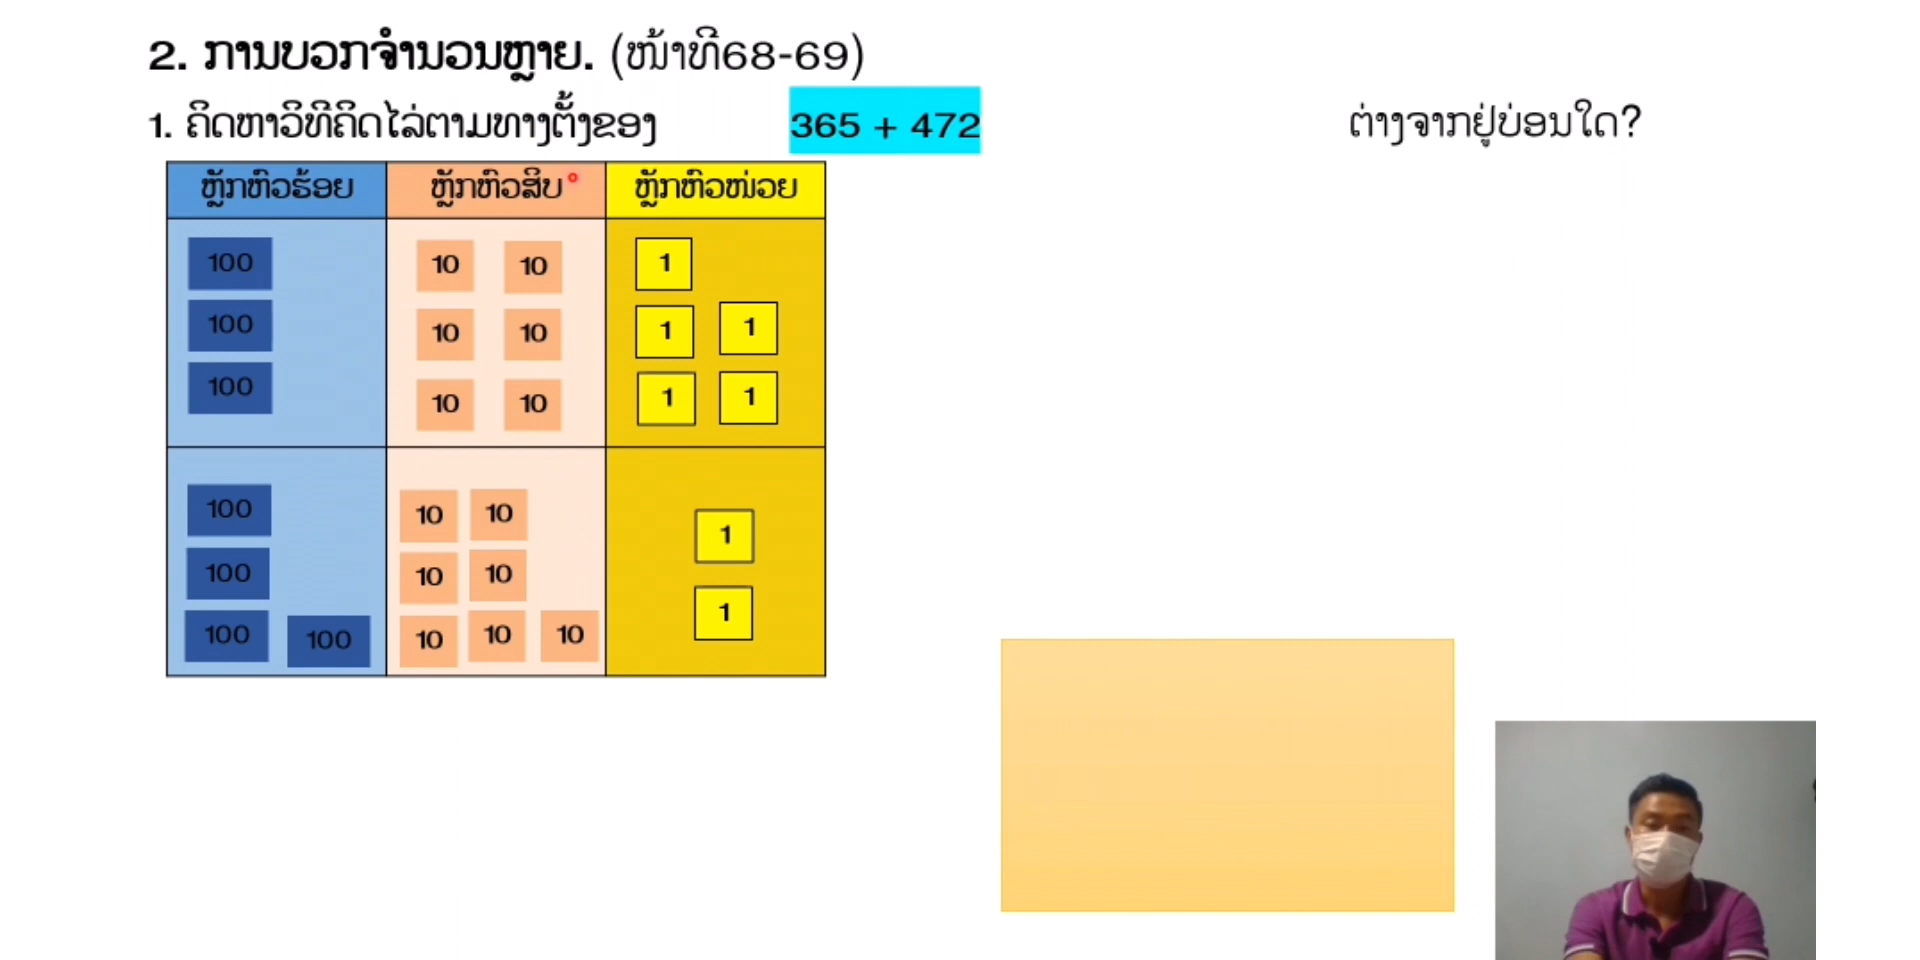 2. ການບວກຈໍານວນຫຼາຍ. (ໜ້າທີ68-69)
1. ຄິດຫາວິທີຄິດໄລ່ຕາມທາງຕັ້ງຂອງ 365 + 472 ຕ່າງຈາກຢູ່ບ່ອນໃດ?
ຫຼັກຫົວຮ້ອຍ ຫຼັກຫົວສິບ ຫຼັກຫົວໜ່ວຍ
100 10 10 1
100 10 10 1 1
100 10 10 1 1
100 10 10 1
100 10 10
100 100 10 10 10 1